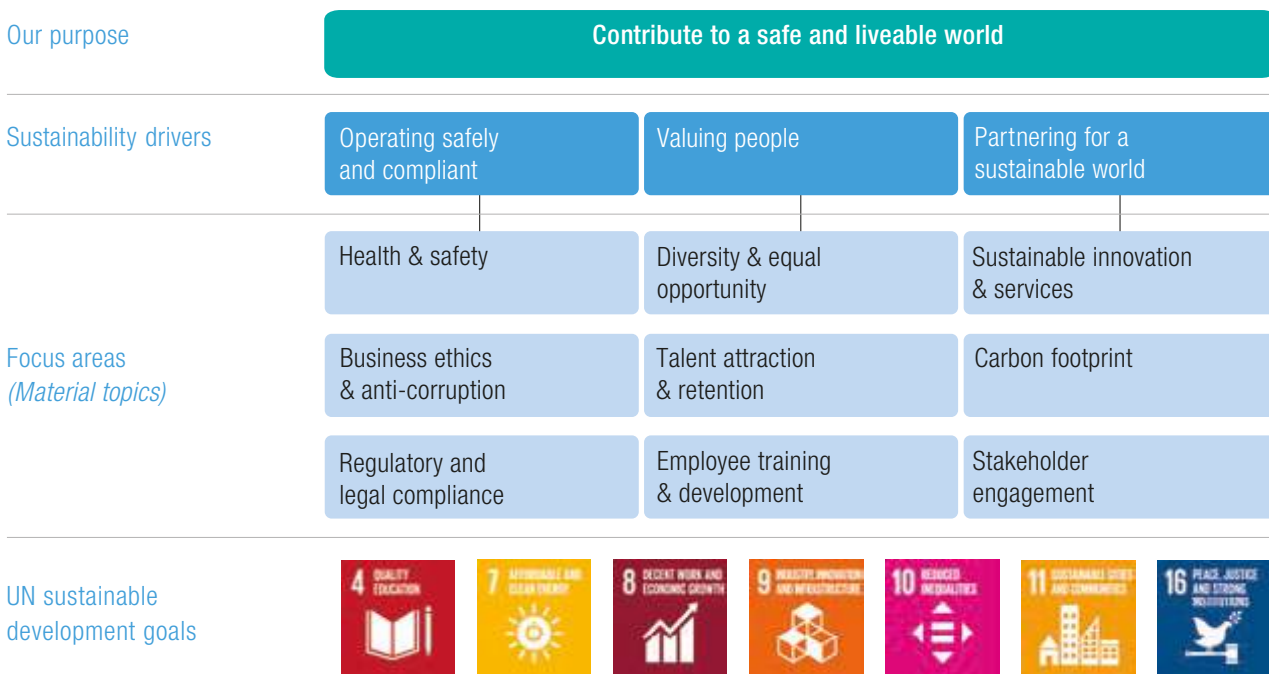 Our purpose
Contribute to a safe and liveable world
Sustainability drivers
Operating safely
and compliant
Valuing people
Partnering for a
sustainable world
Focus areas
(Material topics)
Health & safety
Diversity & equal
opportunity
Sustainable innovation
& services
Business ethics
& anti-corruption
Talent attraction
& retention
Carbon footprint
Regulatory and
legal compliance
Employee training
& development
Stakeholder
engagement
UN sustainable
development goals
4 QUALITY
EDUCATION
7 AFFORDABLE AND
CLEAN ENERGY
8 DECENT WORK AND
ECONOMIC GROWTH
9 INDUSTRY, INNOVATION
AND INFRASTRUCTURE
10 REDUCED
INEQUALITIES
11 SUSTAINABLE CITIES
AND COMMUNITIES
16 PEACE, JUSTICE
AND STRONG
INSTITUTIONS